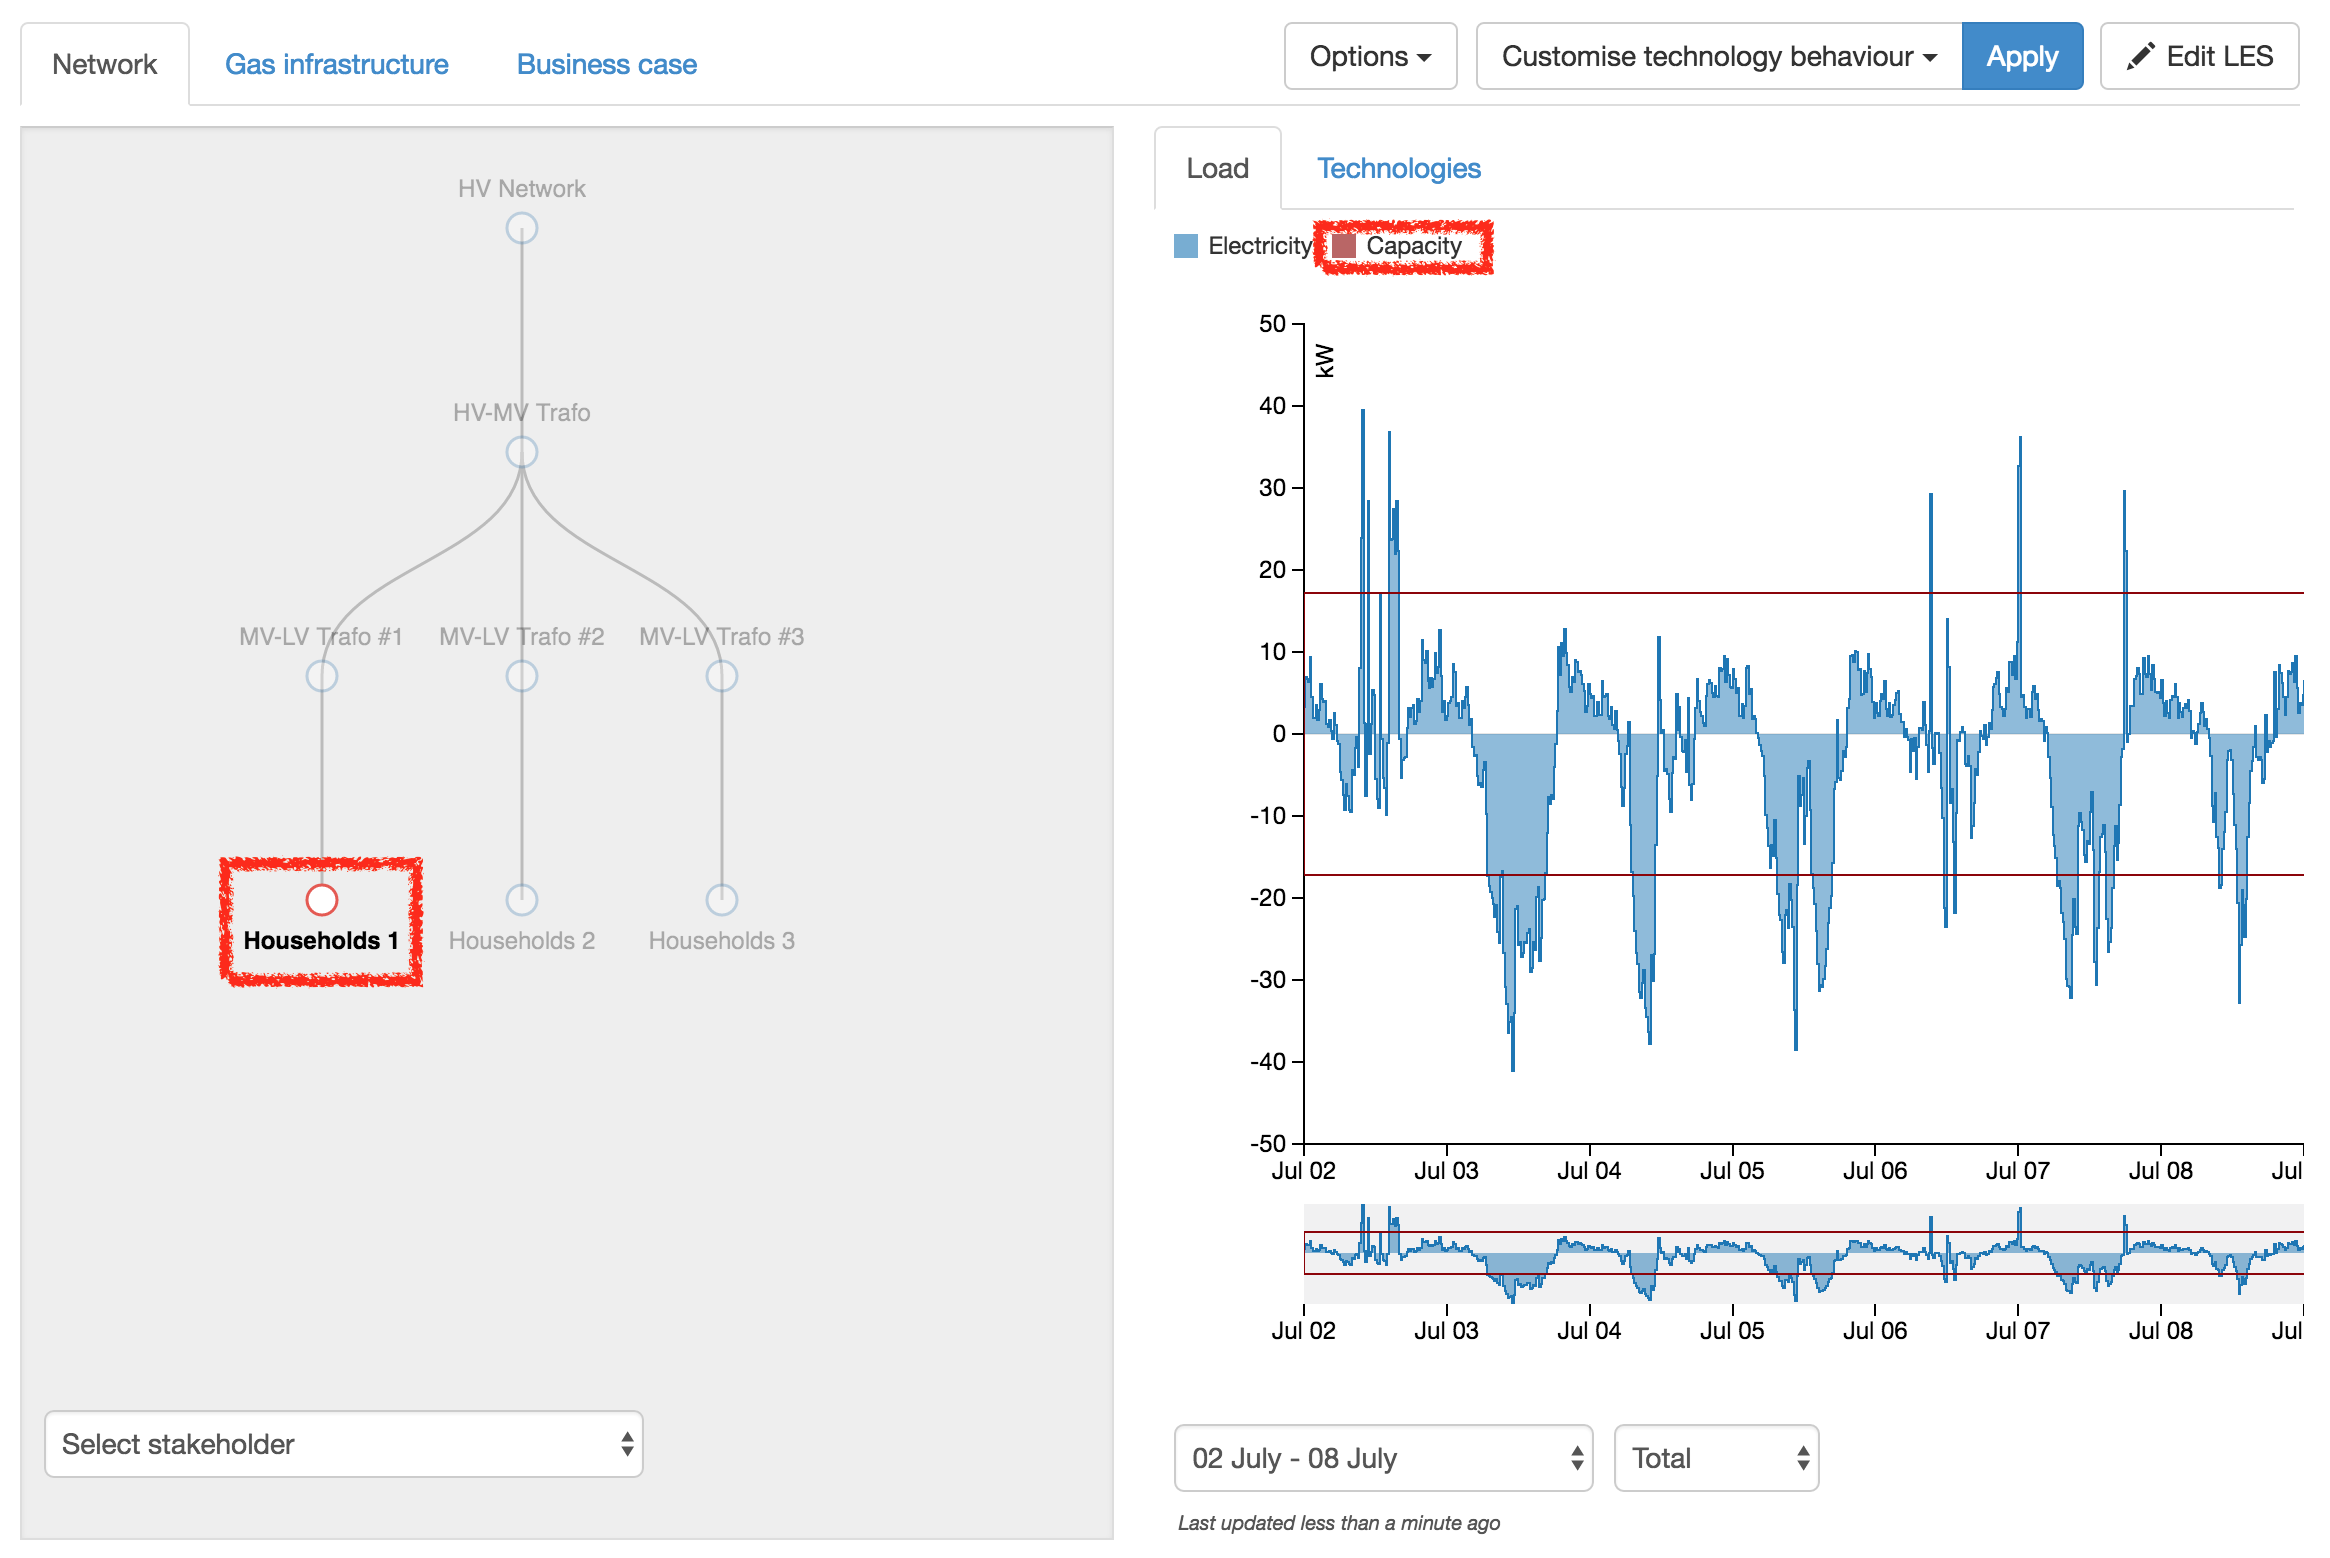 Network Gas infrastructure Business case Options Customise technology behaviour Apply Edit LES
HV Network
HV-MV Trafo
MV-LV Trafo #1 MV-LV Trafo #2 MV-LV Trafo #3
Households 1 Households 2 Households 3
Select stakeholder
Load Technologies
Electricity Capacity
kW
50
40
30
20
10
0
-10
-20
-30
-40
-50
Jul 02 Jul 03 Jul 04 Jul 05 Jul 06 Jul 07 Jul 08 Jul
Jul 02 Jul 03 Jul 04 Jul 05 Jul 06 Jul 07 Jul 08 Jul
02 July - 08 July Total
Last updated less than a minute ago